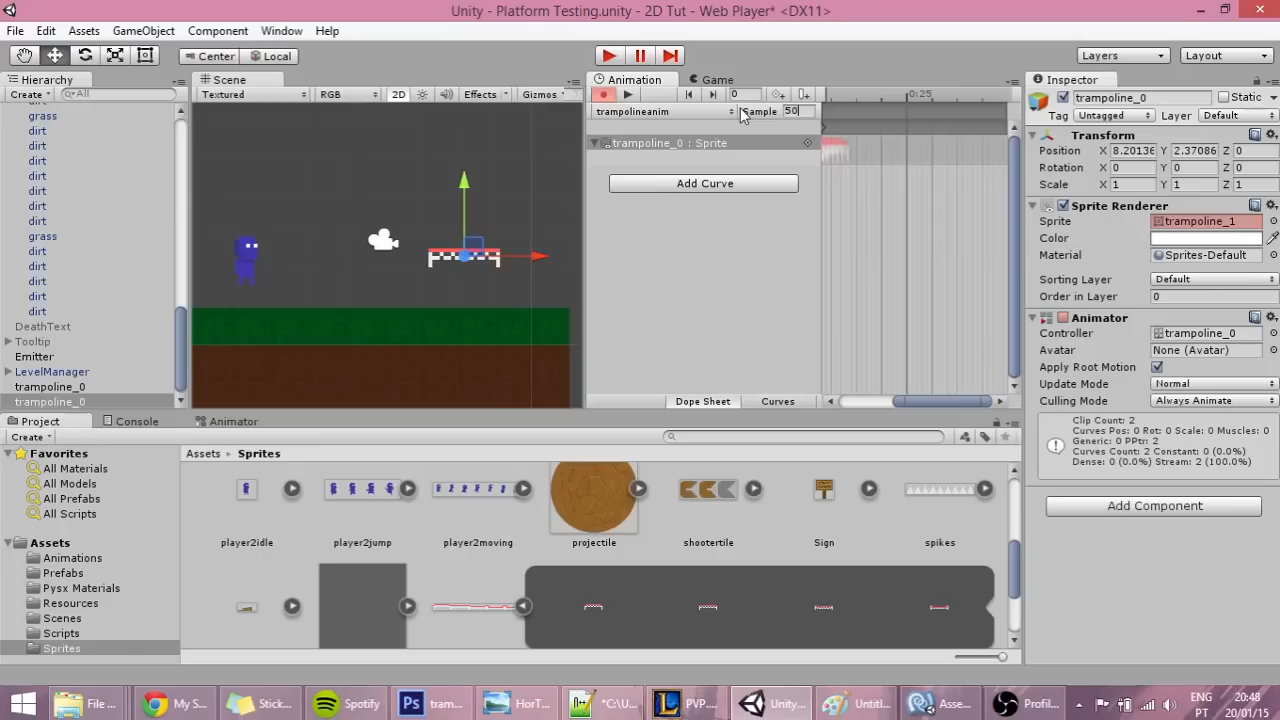 Unity - Platform Testing.unity - 2D Tut - Web Player* <DX11>
File Edit Assets GameObject Component Window Help
Center Local Layers Layout
Hierarchy Scene Animation Game Inspector
Create All Textured RGB 2D Effects Gizmos 0 0:25 trampoline_0 Static
trampolineanim Sample 50 Tag Untagged Layer Default
grass
dirt
dirt
dirt
dirt
dirt
dirt
dirt
grass
dirt
dirt
dirt
dirt
dirt
DeathText
Tooltip
Emitter
LevelManager
trampoline_0
trampoline_0
trampoline_0 : Sprite
Add Curve
Dope Sheet Curves
Transform
Position X 8.20136 Y 2.37086 Z 0
Rotation X 0 Y 0 Z 0
Scale X 1 Y 1 Z 1
Sprite Renderer
Sprite trampoline_1
Color
Material Sprites-Default
Sorting Layer Default
Order in Layer 0
Animator
Controller trampoline_0
Avatar None (Avatar)
Apply Root Motion
Update Mode Normal
Culling Mode Always Animate
Clip Count: 2
Curves Pos: 0 Rot: 0 Scale: 0 Muscles: 0
Generic: 0 PPtr: 2
Curves Count: 2 Constant: 0 (0.0%)
Dense: 0 (0.0%) Stream: 2 (100.0%)
Add Component
Project Console Animator
Create
Favorites
All Materials
All Models
All Prefabs
All Scripts
Assets
Animations
Prefabs
Pysx Materials
Resources
Scenes
Scripts
Sprites
Assets Sprites
player2idle player2jump player2moving projectile shootertile Sign spikes
File ... My S... Stick... Spotify Ps tram... HorT... *C:\U... PVP.... Unity... Untitl... Asse... Profil...
ENG
PT
20:48
20/01/15